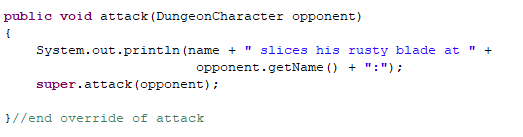 public void attack(DungeonCharacter opponent)
{
    System.out.println(name + " slices his rusty blade at " +
                        opponent.getName() + ":");
    super.attack(opponent);
}//end override of attack